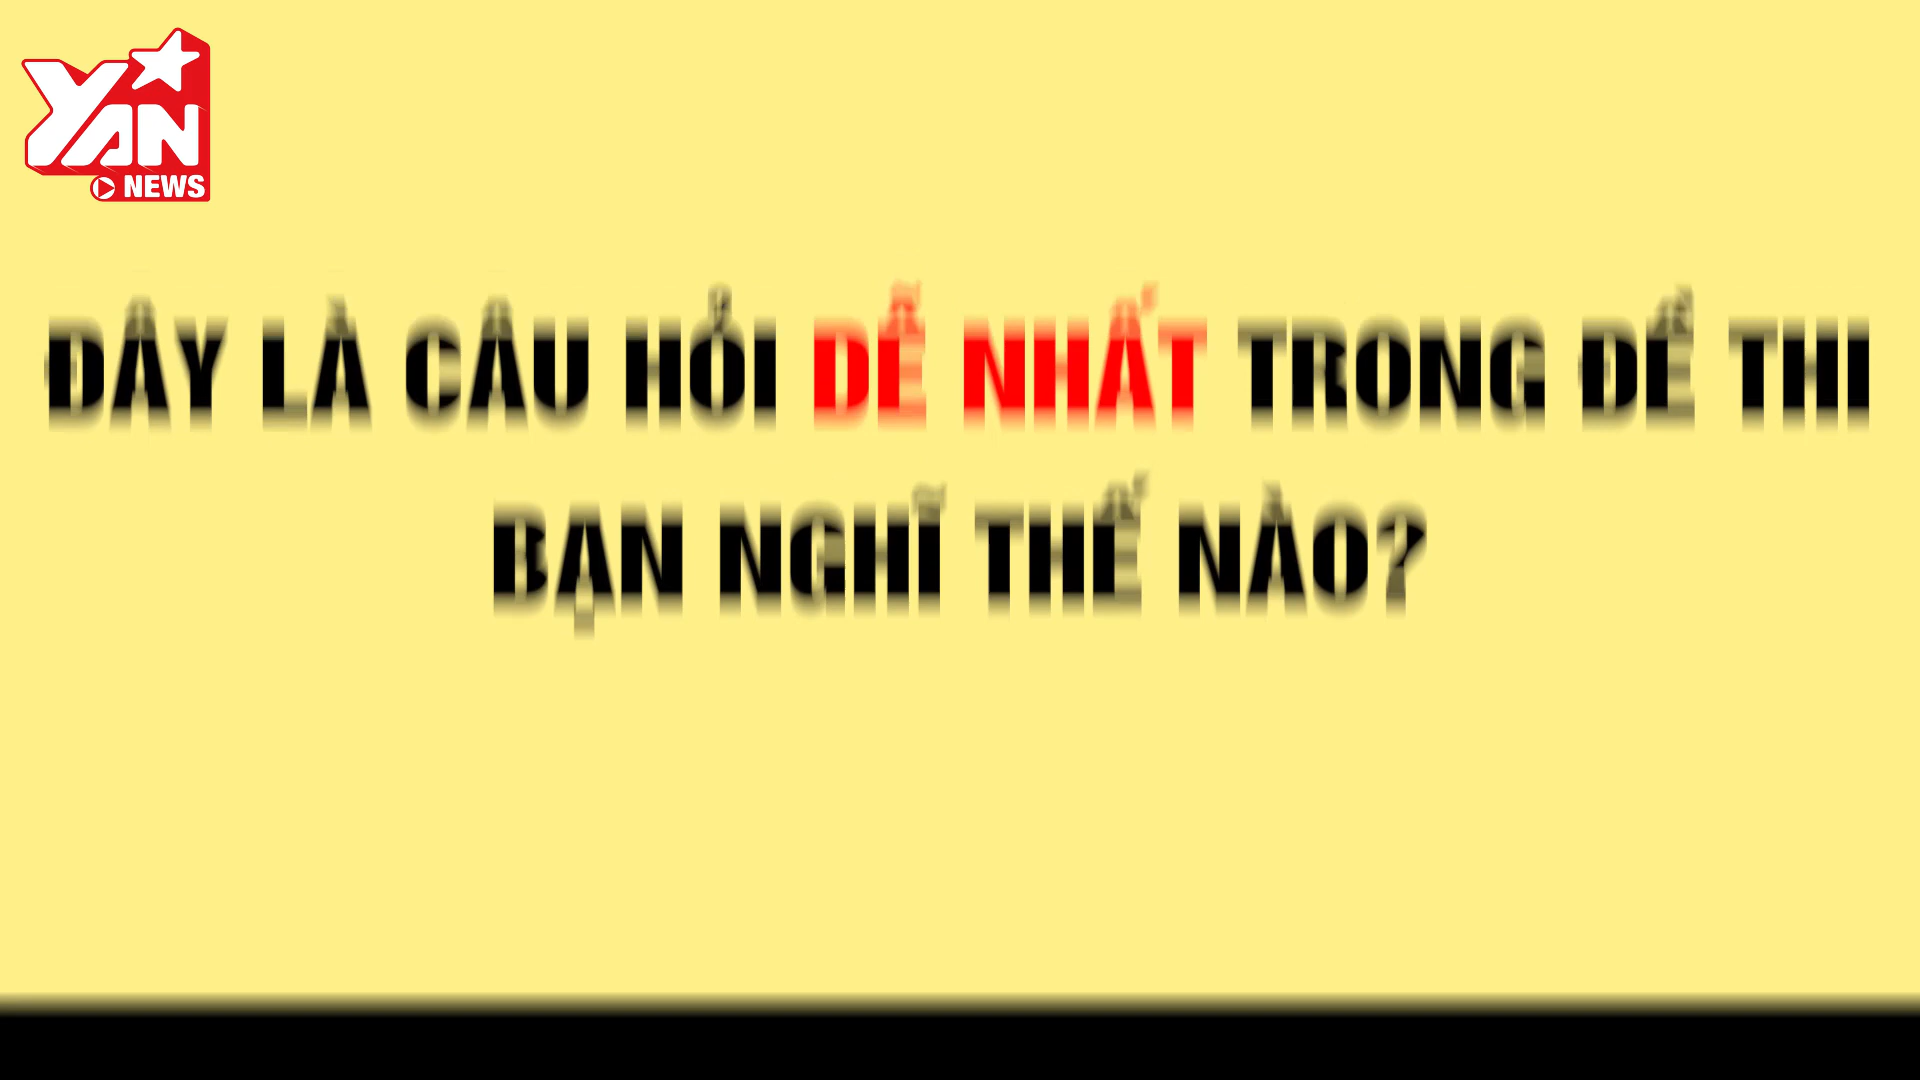 YAN
NEWS
ĐÂY LÀ CÂU HỎI DỄ NHẤT TRONG ĐỀ THI
BẠN NGHĨ THẾ NÀO?